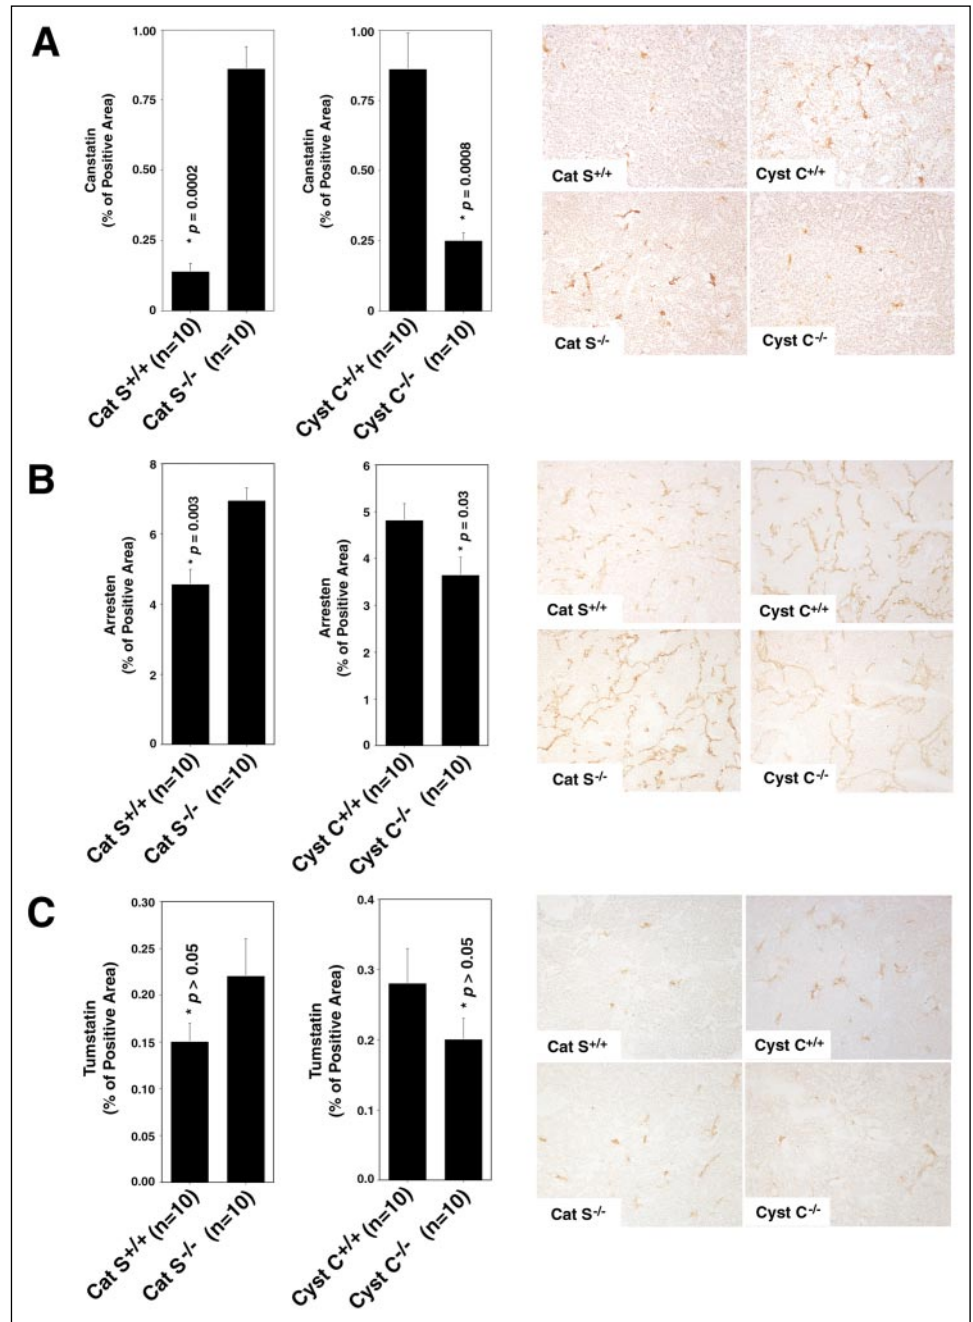 A
Canstatin
(% of Positive Area)
1.00
0.75
0.50
0.25
0
* p = 0.0002
Cat S+/+ (n=10)
Cat S-/- (n=10)
Canstatin
(% of Positive Area)
1.00
0.75
0.50
0.25
0
* p = 0.0008
Cyst C+/+ (n=10)
Cyst C-/- (n=10)
Cat S+/+
Cyst C+/+
Cat S-/-
Cyst C-/-
B
Arresten
(% of Positive Area)
8
6
4
2
0
* p = 0.003
Cat S+/+ (n=10)
Cat S-/- (n=10)
Arresten
(% of Positive Area)
6
5
4
3
2
1
0
* p = 0.03
Cyst C+/+ (n=10)
Cyst C-/- (n=10)
Cat S+/+
Cyst C+/+
Cat S-/-
Cyst C-/-
C
Tumstatin
(% of Positive Area)
0.30
0.25
0.20
0.15
0.10
0.05
0.00
* p > 0.05
Cat S+/+ (n=10)
Cat S-/- (n=10)
Tumstatin
(% of Positive Area)
0.4
0.3
0.2
0.1
0.0
* p > 0.05
Cyst C+/+ (n=10)
Cyst C-/- (n=10)
Cat S+/+
Cyst C+/+
Cat S-/-
Cyst C-/-